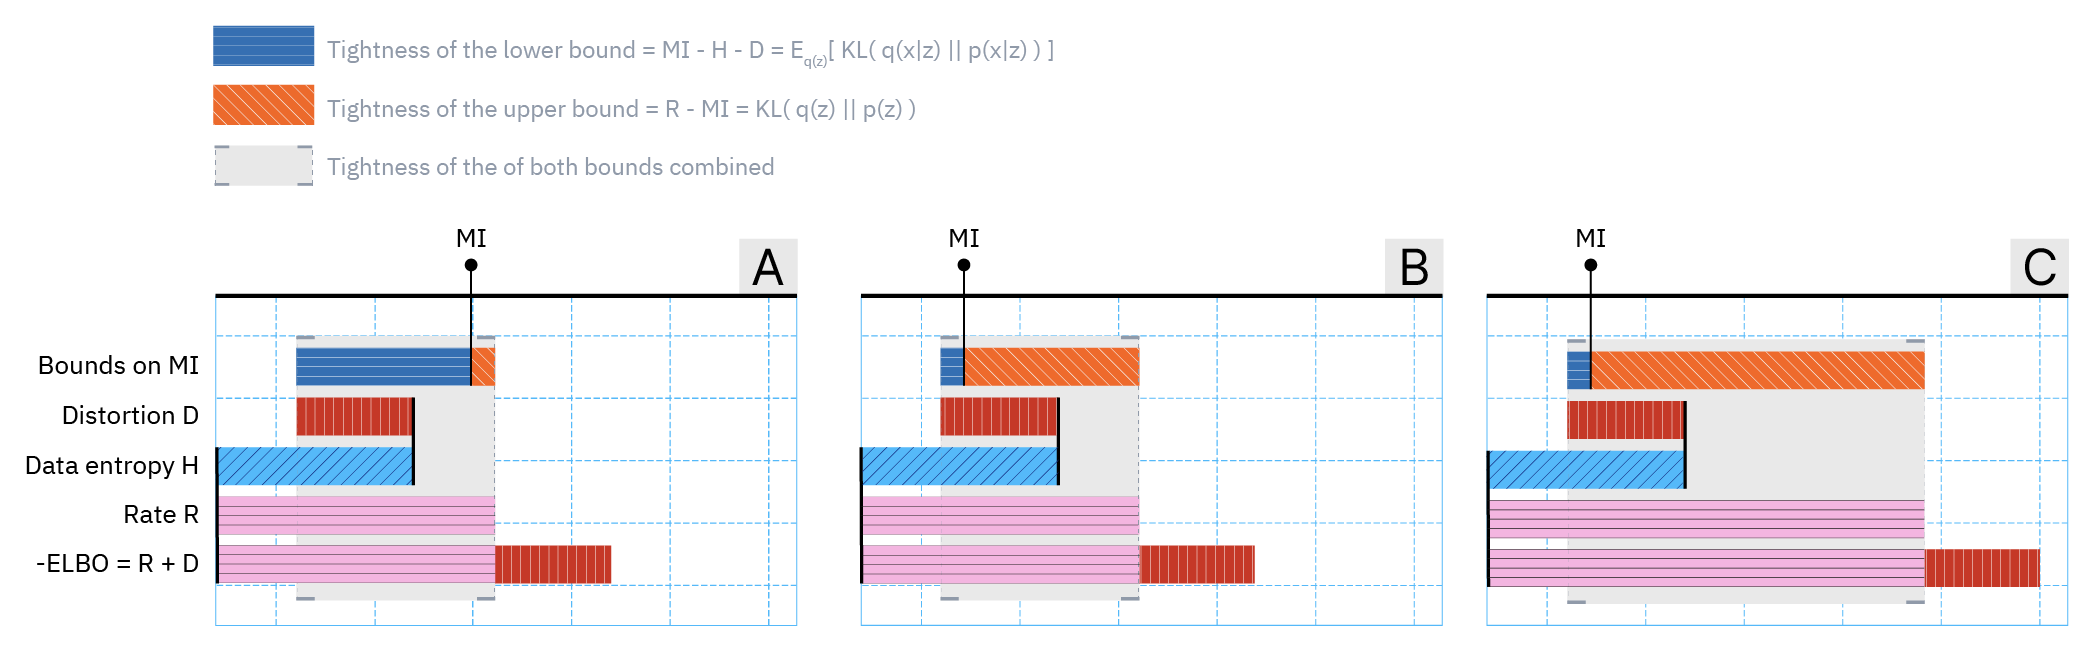 Tightness of the lower bound = MI - H - D = E_q(z)[ KL( q(x|z) || p(x|z) ) ]
Tightness of the upper bound = R - MI = KL( q(z) || p(z) )
Tightness of the of both bounds combined
MI
A
MI
B
MI
C
Bounds on MI
Distortion D
Data entropy H
Rate R
-ELBO = R + D